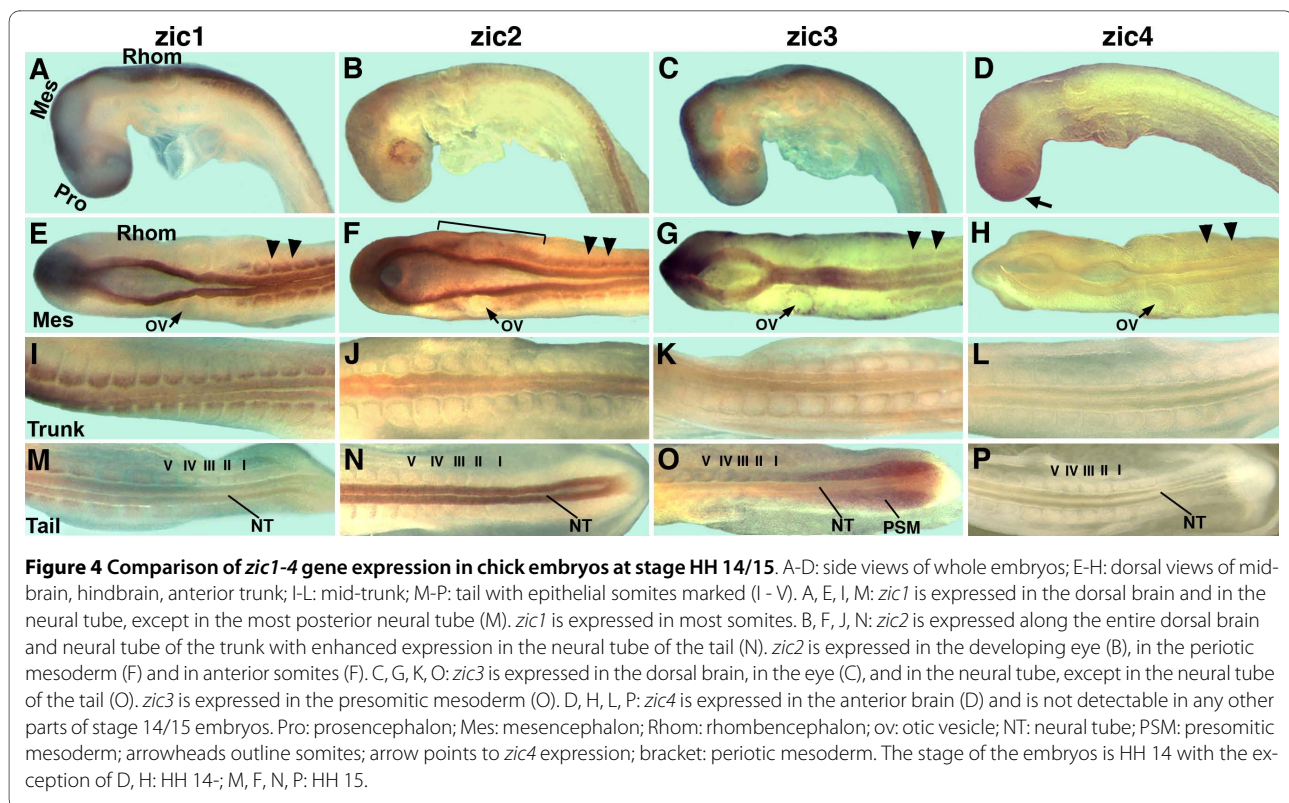 zic1 zic2 zic3 zic4
A Rhom Mes Pro B C D
E Rhom Mes OV F OV G OV H OV
I Trunk J K L
M V IV III II I NT Tail N V IV III II I NT O V IV III II I NT PSM P V IV III II I NT
Figure 4 Comparison of zic1-4 gene expression in chick embryos at stage HH 14/15. A-D: side views of whole embryos; E-H: dorsal views of mid-
brain, hindbrain, anterior trunk; I-L: mid-trunk; M-P: tail with epithelial somites marked (I - V). A, E, I, M: zic1 is expressed in the dorsal brain and in the
neural tube, except in the most posterior neural tube (M). zic1 is expressed in most somites. B, F, J, N: zic2 is expressed along the entire dorsal brain
and neural tube of the trunk with enhanced expression in the neural tube of the tail (N). zic2 is expressed in the developing eye (B), in the periotic
mesoderm (F) and in anterior somites (F). C, G, K, O: zic3 is expressed in the dorsal brain, in the eye (C), and in the neural tube, except in the neural tube
of the tail (O). zic3 is expressed in the presomitic mesoderm (O). D, H, L, P: zic4 is expressed in the anterior brain (D) and is not detectable in any other
parts of stage 14/15 embryos. Pro: prosencephalon; Mes: mesencephalon; Rhom: rhombencephalon; ov: otic vesicle; NT: neural tube; PSM: presomitic
mesoderm; arrowheads outline somites; arrow points to zic4 expression; bracket: periotic mesoderm. The stage of the embryos is HH 14 with the ex-
ception of D, H: HH 14-; M, F, N, P: HH 15.